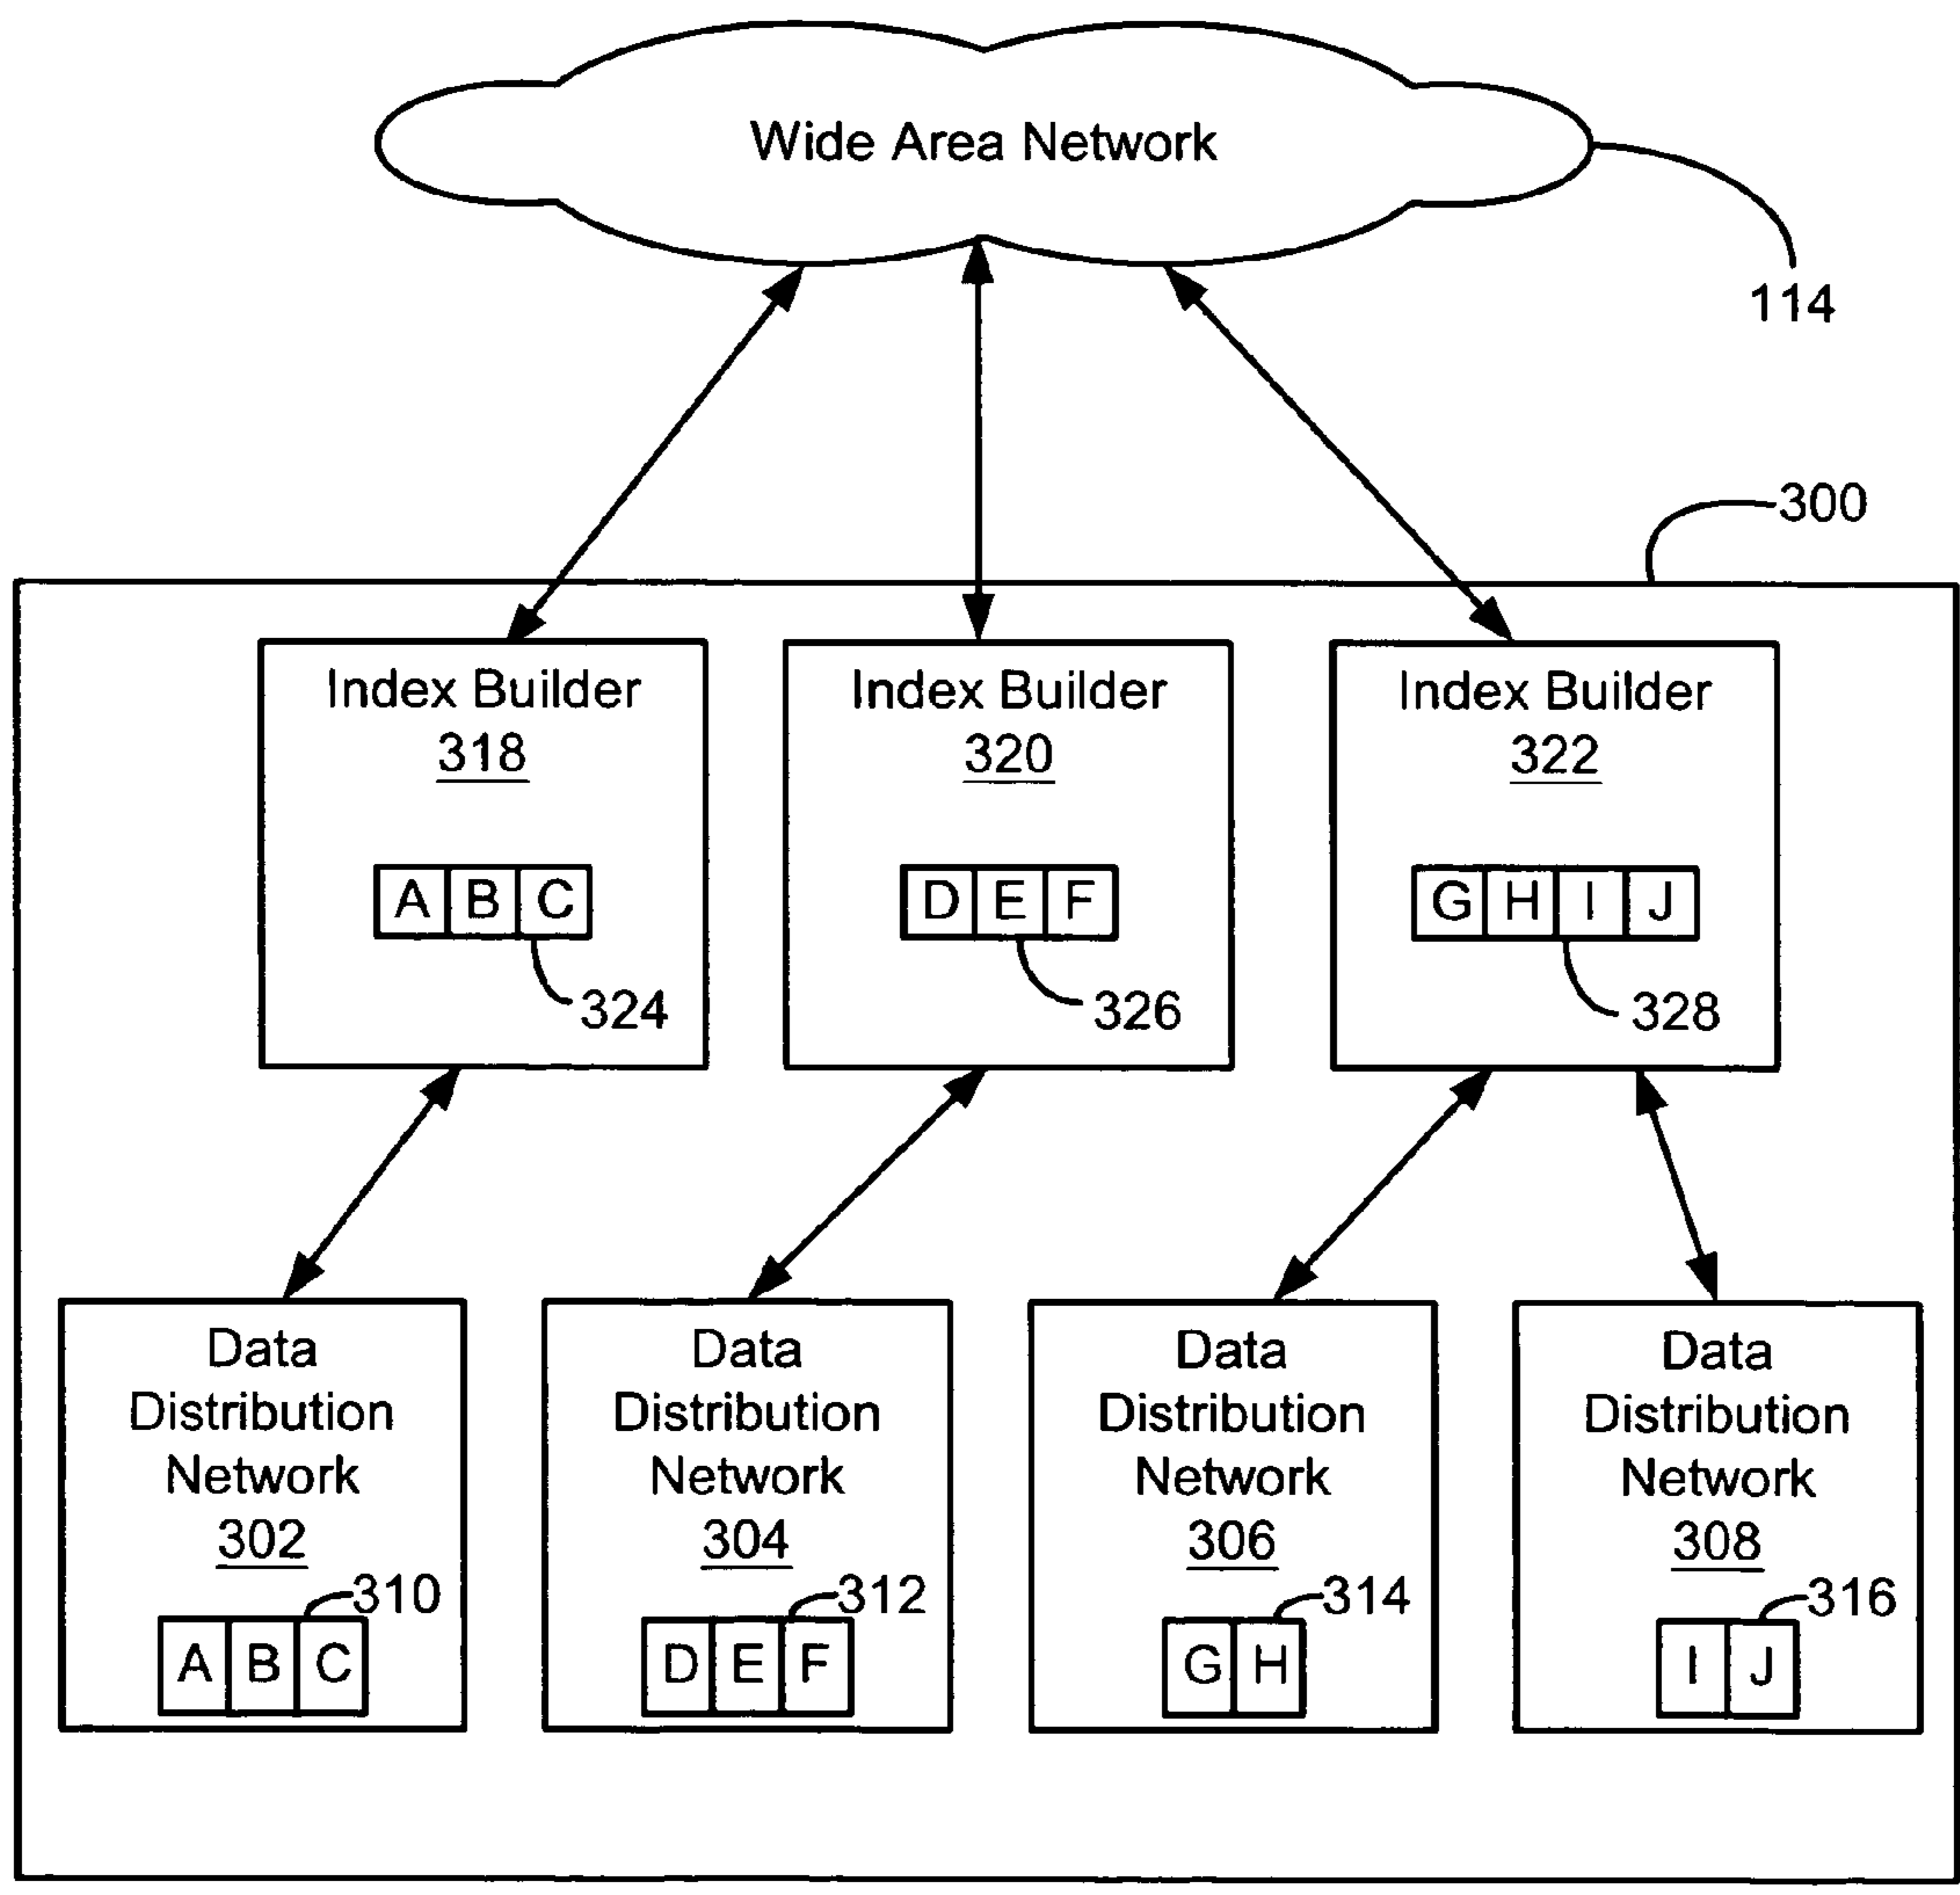 Wide Area Network
114
300
Index Builder
318
A B C
324
Index Builder
320
D E F
326
Index Builder
322
G H I J
328
Data
Distribution
Network
302
310
A B C
Data
Distribution
Network
304
312
D E F
Data
Distribution
Network
306
314
G H
Data
Distribution
Network
308
316
I J